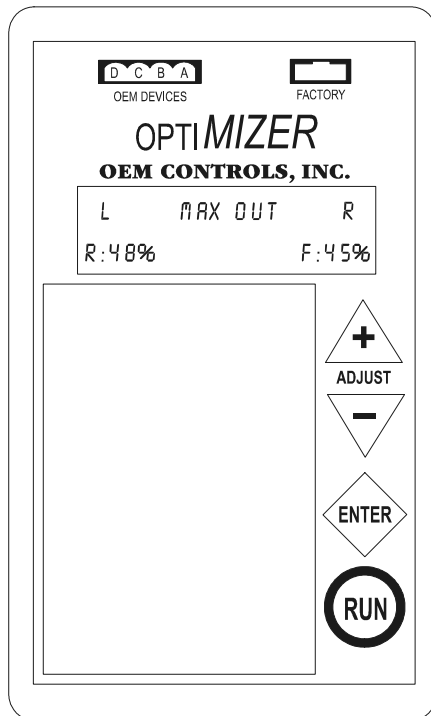 D C B A
OEM DEVICES
FACTORY
OPTIMIZER
OEM CONTROLS, INC.
L MAX OUT R
R:48% F:45%
+
ADJUST
−
ENTER
RUN